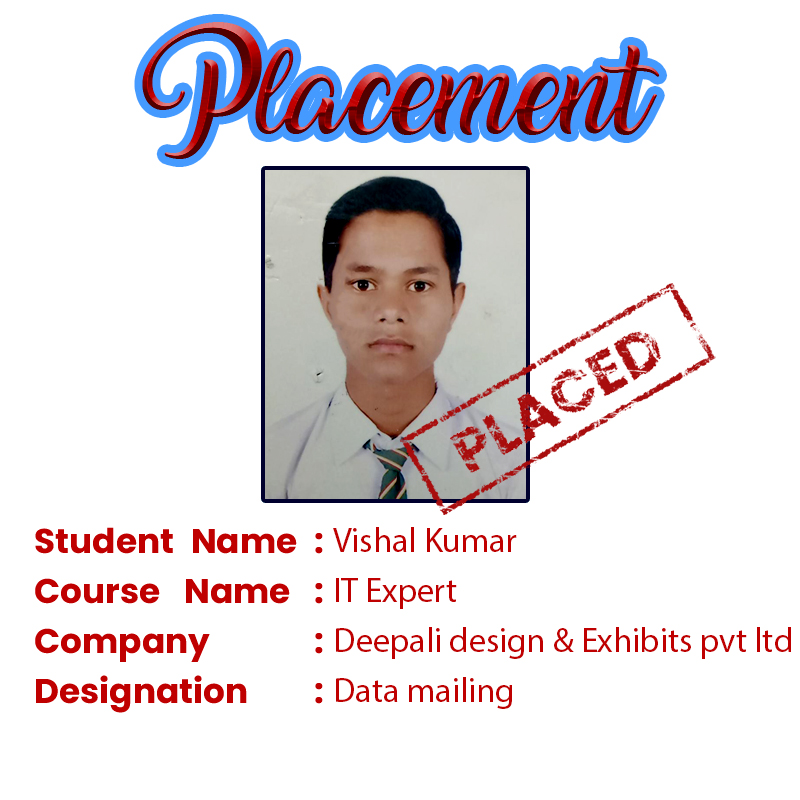 Placement
PLACED
Student Name : Vishal Kumar
Course Name : IT Expert
Company : Deepali design & Exhibits pvt ltd
Designation : Data mailing